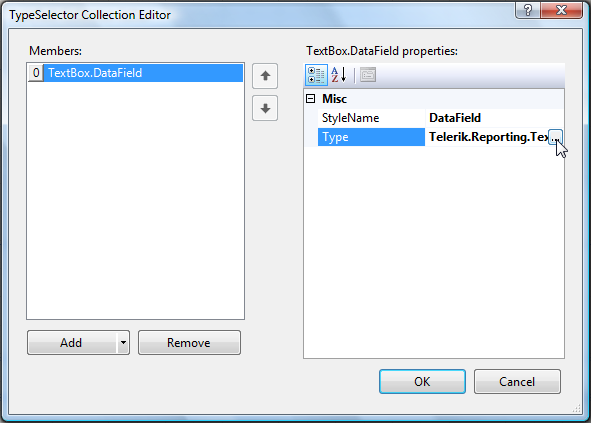 TypeSelector Collection Editor
Members:
0 TextBox.DataField
Add
Remove
TextBox.DataField properties:
Misc
StyleName DataField
Type Telerik.Reporting.Tex ...
OK
Cancel